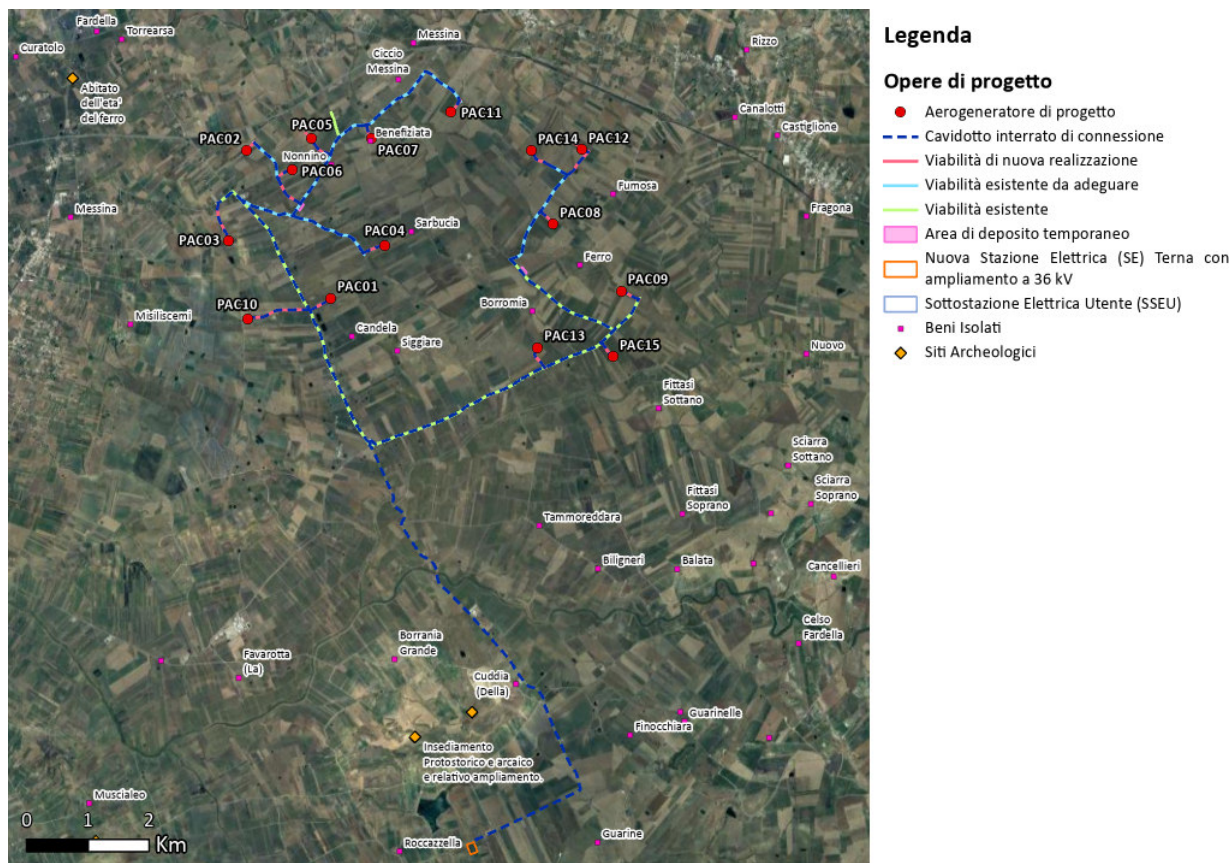 Fardella
Torrearsa
Curatolo
Abitato
dell'eta'
del ferro
Messina
Ciccio
Messina
Rizzo
Canalotti
Castiglione
PAC11
PAC05
PAC02
Benefiziata
PAC07
Nonnino
PAC06
PAC14
PAC12
Fumosa
Messina
Fragona
PAC03
Sarbucia
PAC04
PAC08
Ferro
PAC09
PAC01
PAC10
Misiliscemi
Borromia
Candela
Siggiare
PAC13
PAC15
Nuovo
Fittasi
Sottano
Sciarra
Sottano
Sciarra
Soprano
Fittasi
Soprano
Tammoreddara
Biligneri
Balata
Cancellieri
Celso
Fardella
Borrania
Grande
Favarotta
(La)
Cuddia
(Della)
Guarinelle
Finocchiara
Insediamento
Protostorico e arcaico
e relativo ampliamento.
Muscialeo
Roccazzella
Guarine
0 1 2
Km
Legenda
Opere di progetto
Aerogeneratore di progetto
Cavidotto interrato di connessione
Viabilità di nuova realizzazione
Viabilità esistente da adeguare
Viabilità esistente
Area di deposito temporaneo
Nuova Stazione Elettrica (SE) Terna con
ampliamento a 36 kV
Sottostazione Elettrica Utente (SSEU)
Beni Isolati
Siti Archeologici